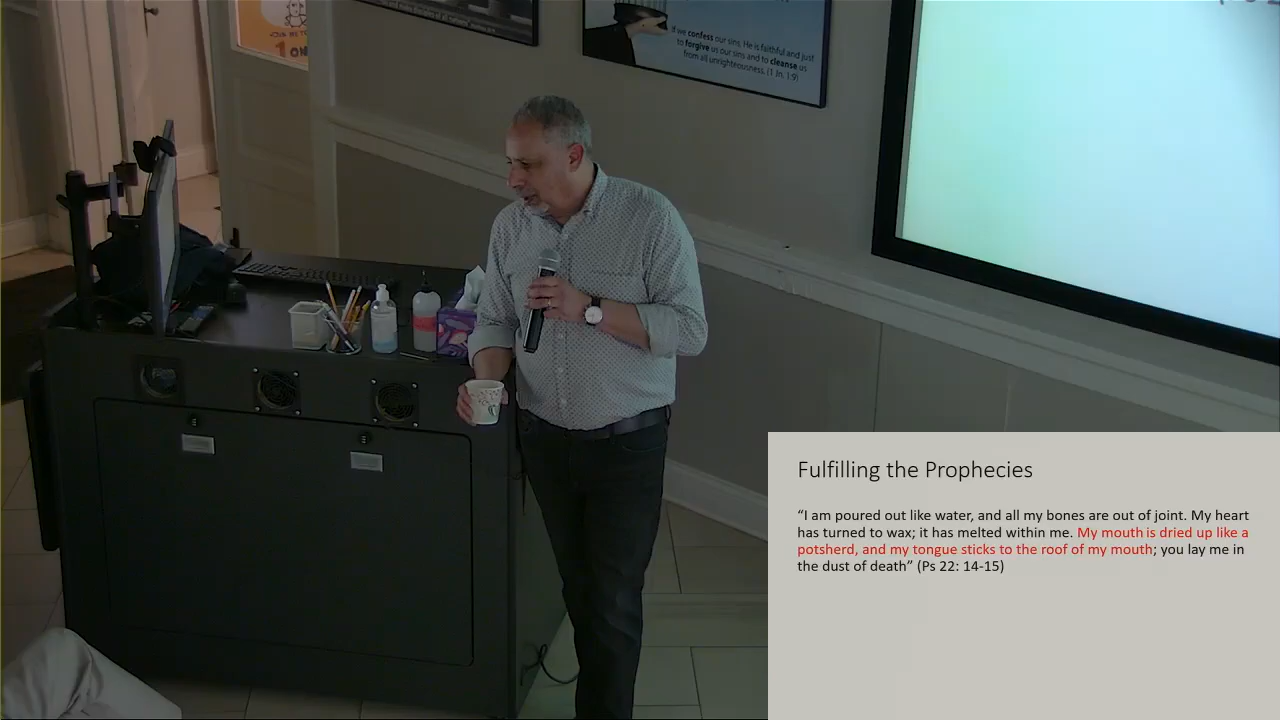 1 ON
if we confess our sins. He is faithful and just
to forgive us our sins and to cleanse us
from all unrighteousness. (1 Jn. 1:9)
Fulfilling the Prophecies
“I am poured out like water, and all my bones are out of joint. My heart
has turned to wax; it has melted within me. My mouth is dried up like a
potsherd, and my tongue sticks to the roof of my mouth; you lay me in
the dust of death” (Ps 22: 14-15)